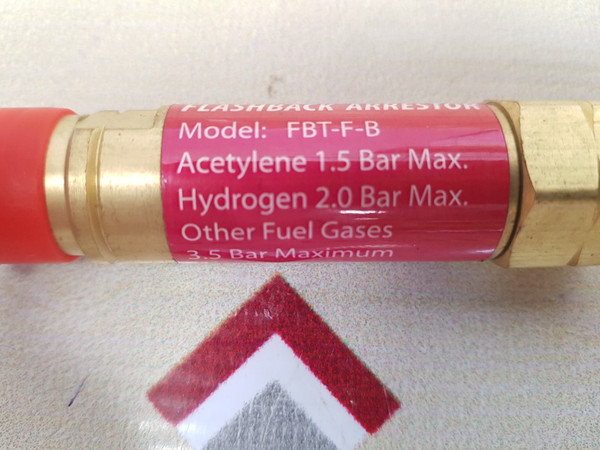 FLASHBACK ARRESTOR
Model: FBT-F-B
Acetylene 1.5 Bar Max.
Hydrogen 2.0 Bar Max.
Other Fuel Gases
3.5 Bar Maximum